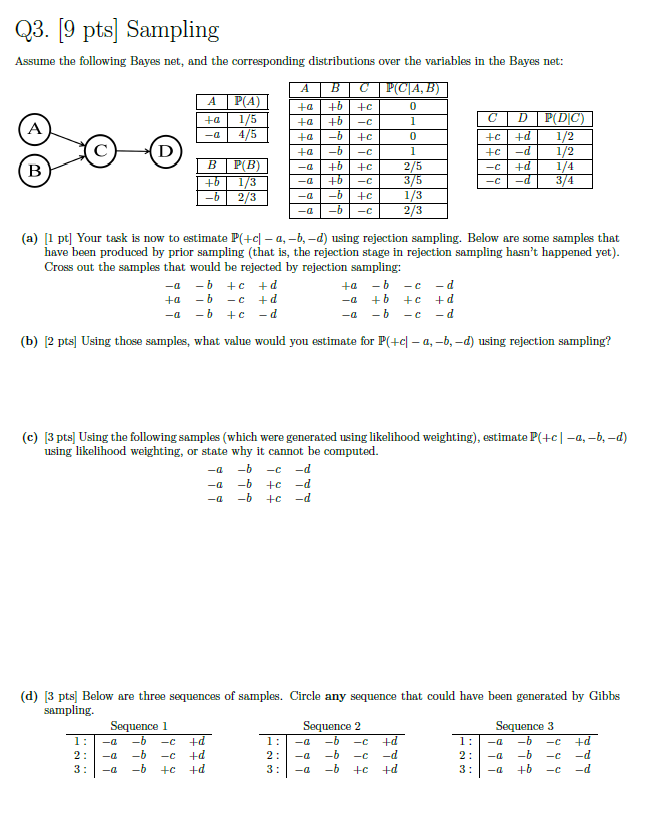 Q3. [9 pts] Sampling
Assume the following Bayes net, and the corresponding distributions over the variables in the Bayes net:
A
B
C
D
A P(A)
+a 1/5
−a 4/5
B P(B)
+b 1/3
−b 2/3
A B C P(C|A, B)
+a +b +c 0
+a +b −c 1
+a −b +c 0
+a −b −c 1
−a +b +c 2/5
−a +b −c 3/5
−a −b +c 1/3
−a −b −c 2/3
C D P(D|C)
+c +d 1/2
+c −d 1/2
−c +d 1/4
−c −d 3/4
(a) [1 pt] Your task is now to estimate P(+c| − a, −b, −d) using rejection sampling. Below are some samples that
have been produced by prior sampling (that is, the rejection stage in rejection sampling hasn't happened yet).
Cross out the samples that would be rejected by rejection sampling:
−a − b + c + d +a − b − c − d
+a − b − c + d −a + b + c + d
−a − b + c − d −a − b − c − d
(b) [2 pts] Using those samples, what value would you estimate for P(+c| − a, −b, −d) using rejection sampling?
(c) [3 pts] Using the following samples (which were generated using likelihood weighting), estimate P(+c | −a, −b, −d)
using likelihood weighting, or state why it cannot be computed.
−a −b −c −d
−a −b +c −d
−a −b +c −d
(d) [3 pts] Below are three sequences of samples. Circle any sequence that could have been generated by Gibbs
sampling.
Sequence 1 Sequence 2 Sequence 3
1 : −a −b −c +d 1 : −a −b −c +d 1 : −a −b −c +d
2 : −a −b −c +d 2 : −a −b −c −d 2 : −a −b −c −d
3 : −a −b +c +d 3 : −a −b +c +d 3 : −a +b −c −d